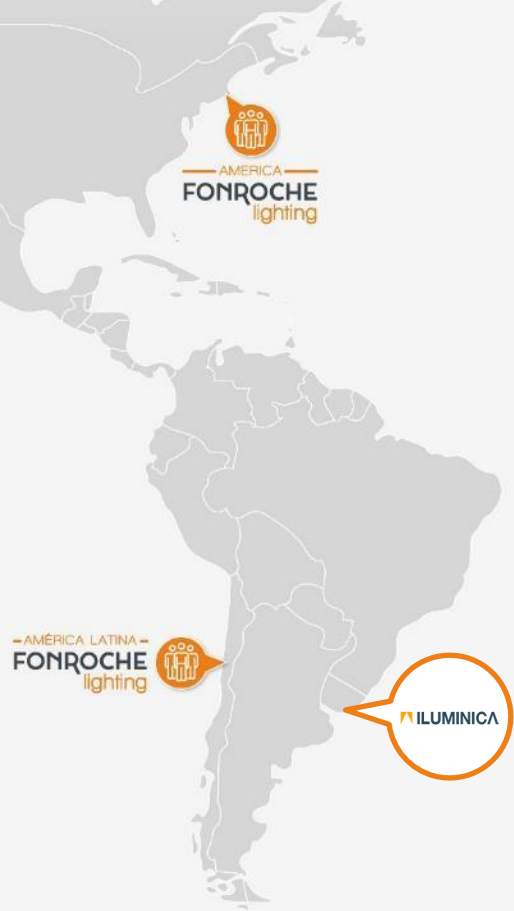 AMERICA
FONROCHE
lighting
AMÉRICA LATINA
FONROCHE
lighting
ILUMINICA